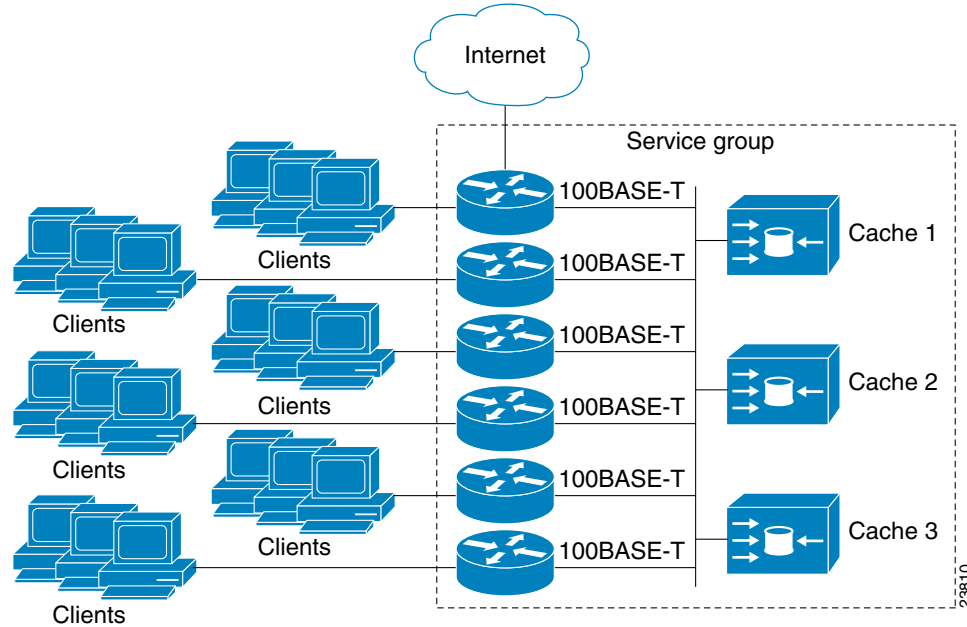 Internet
Service group
100BASE-T
Cache 1
Clients
100BASE-T
Clients
100BASE-T
Clients
Cache 2
100BASE-T
Clients
100BASE-T
Clients
Cache 3
100BASE-T
Clients
23810